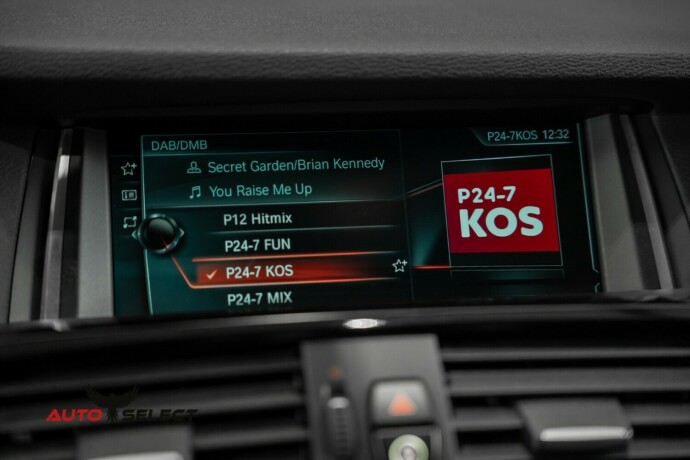 DAB/DMB
P24-7KOS 12:32
Secret Garden/Brian Kennedy
You Raise Me Up
P12 Hitmix
P24-7 FUN
P24-7 KOS
P24-7 MIX
P24-7
KOS
AUTO SELECT